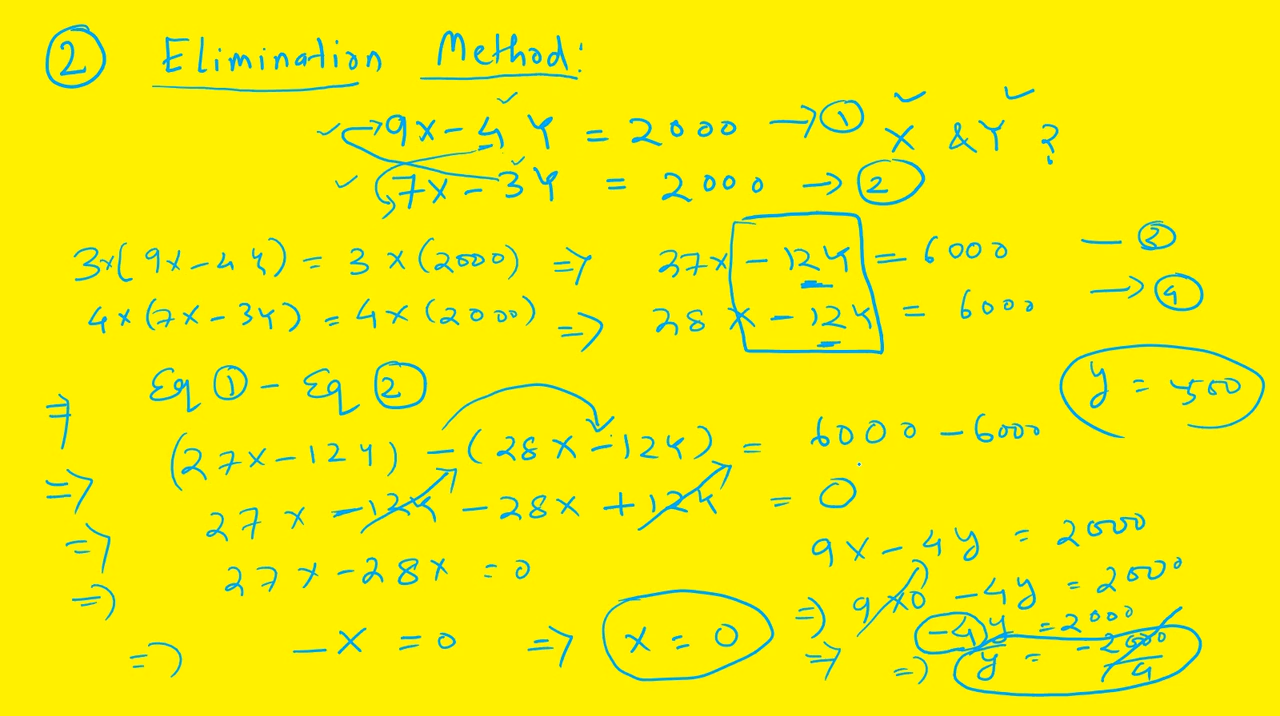 ② Elimination Method:
9x - 4y = 2000 → ① x & y ?
7x - 3y = 2000 → ②
3×(9x - 4y) = 3 × (2000) ⇒ 37x - 12y = 6000 — ③
4×(7x - 3y) = 4× (2000) ⇒ 28x - 12y = 6000 → ④
⇒ Eq ① - Eq ②
y = 500
⇒ (27x - 12y) - (28x - 12y) = 6000 - 6000
⇒ 27x - 12y - 28x + 12y = 0
⇒ 27x - 28x = 0
⇒ -x = 0 ⇒ x = 0
9x - 4y = 2000
⇒ 9×0 - 4y = 2000
⇒ -4y = 2000
⇒ y = -2000/4